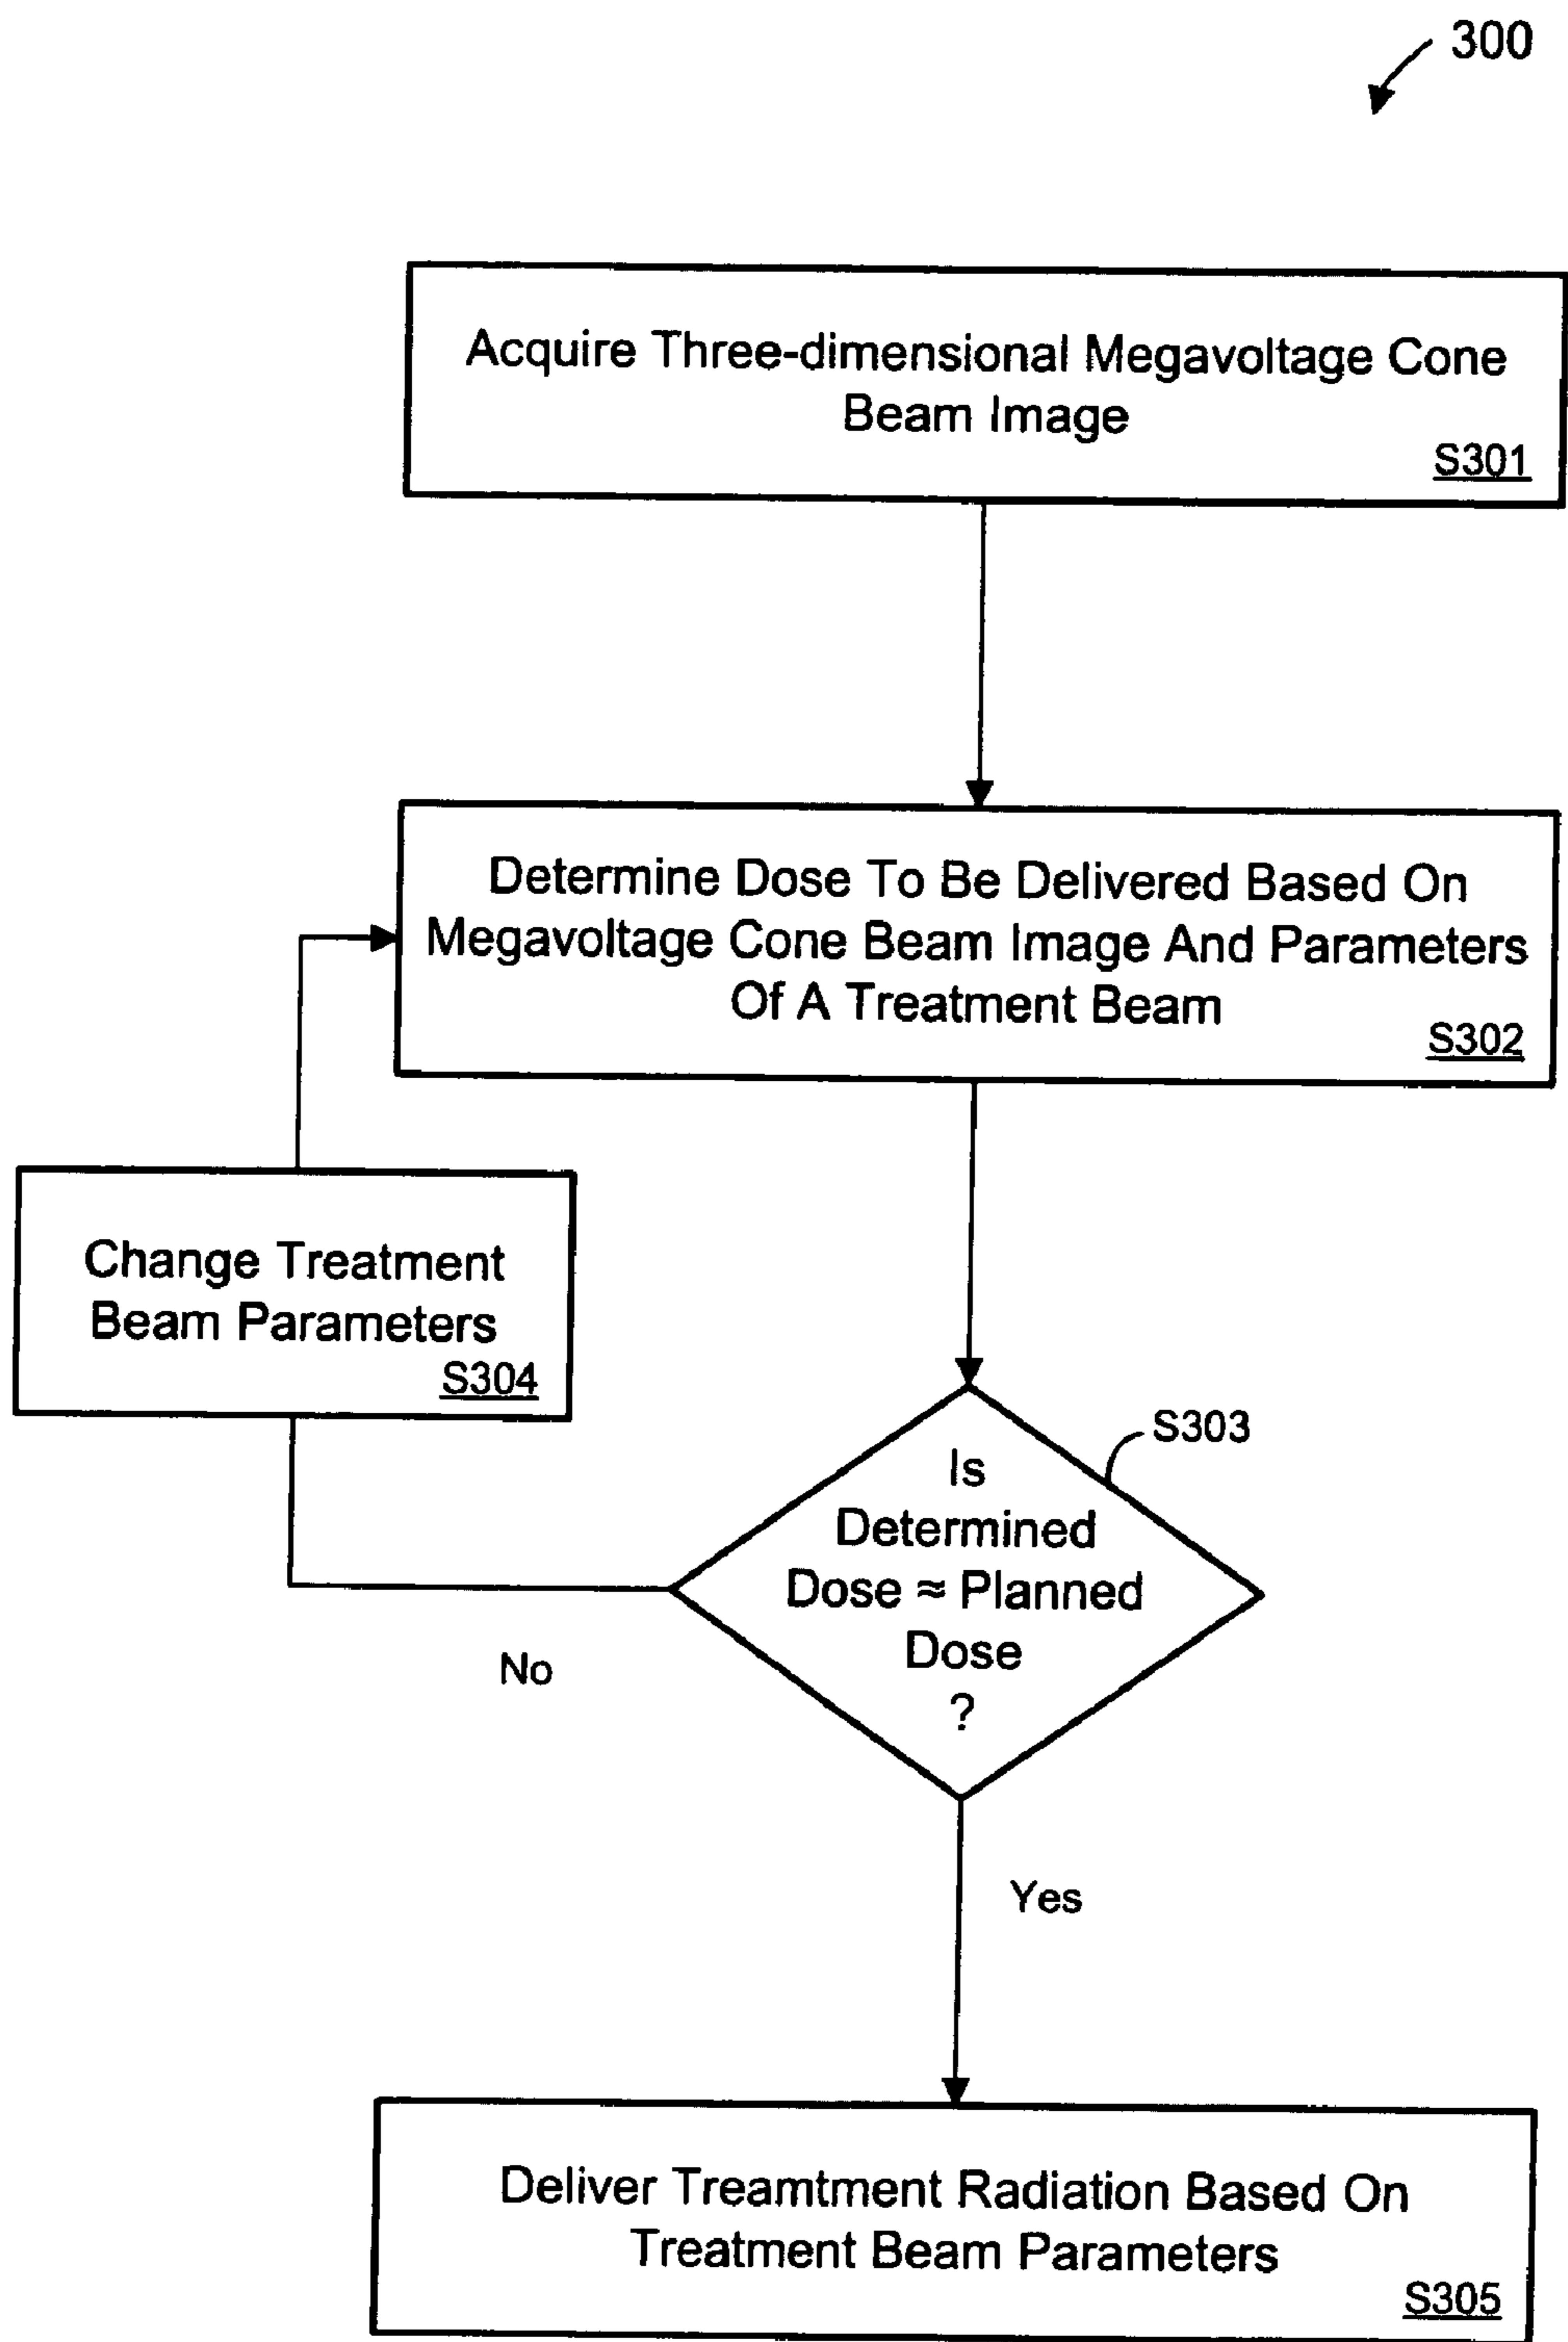 300
Acquire Three-dimensional Megavoltage Cone
Beam Image
S301
Determine Dose To Be Delivered Based On
Megavoltage Cone Beam Image And Parameters
Of A Treatment Beam
S302
Change Treatment
Beam Parameters
S304
S303
Is
Determined
Dose ≈ Planned
Dose
?
No
Yes
Deliver Treamtment Radiation Based On
Treatment Beam Parameters
S305